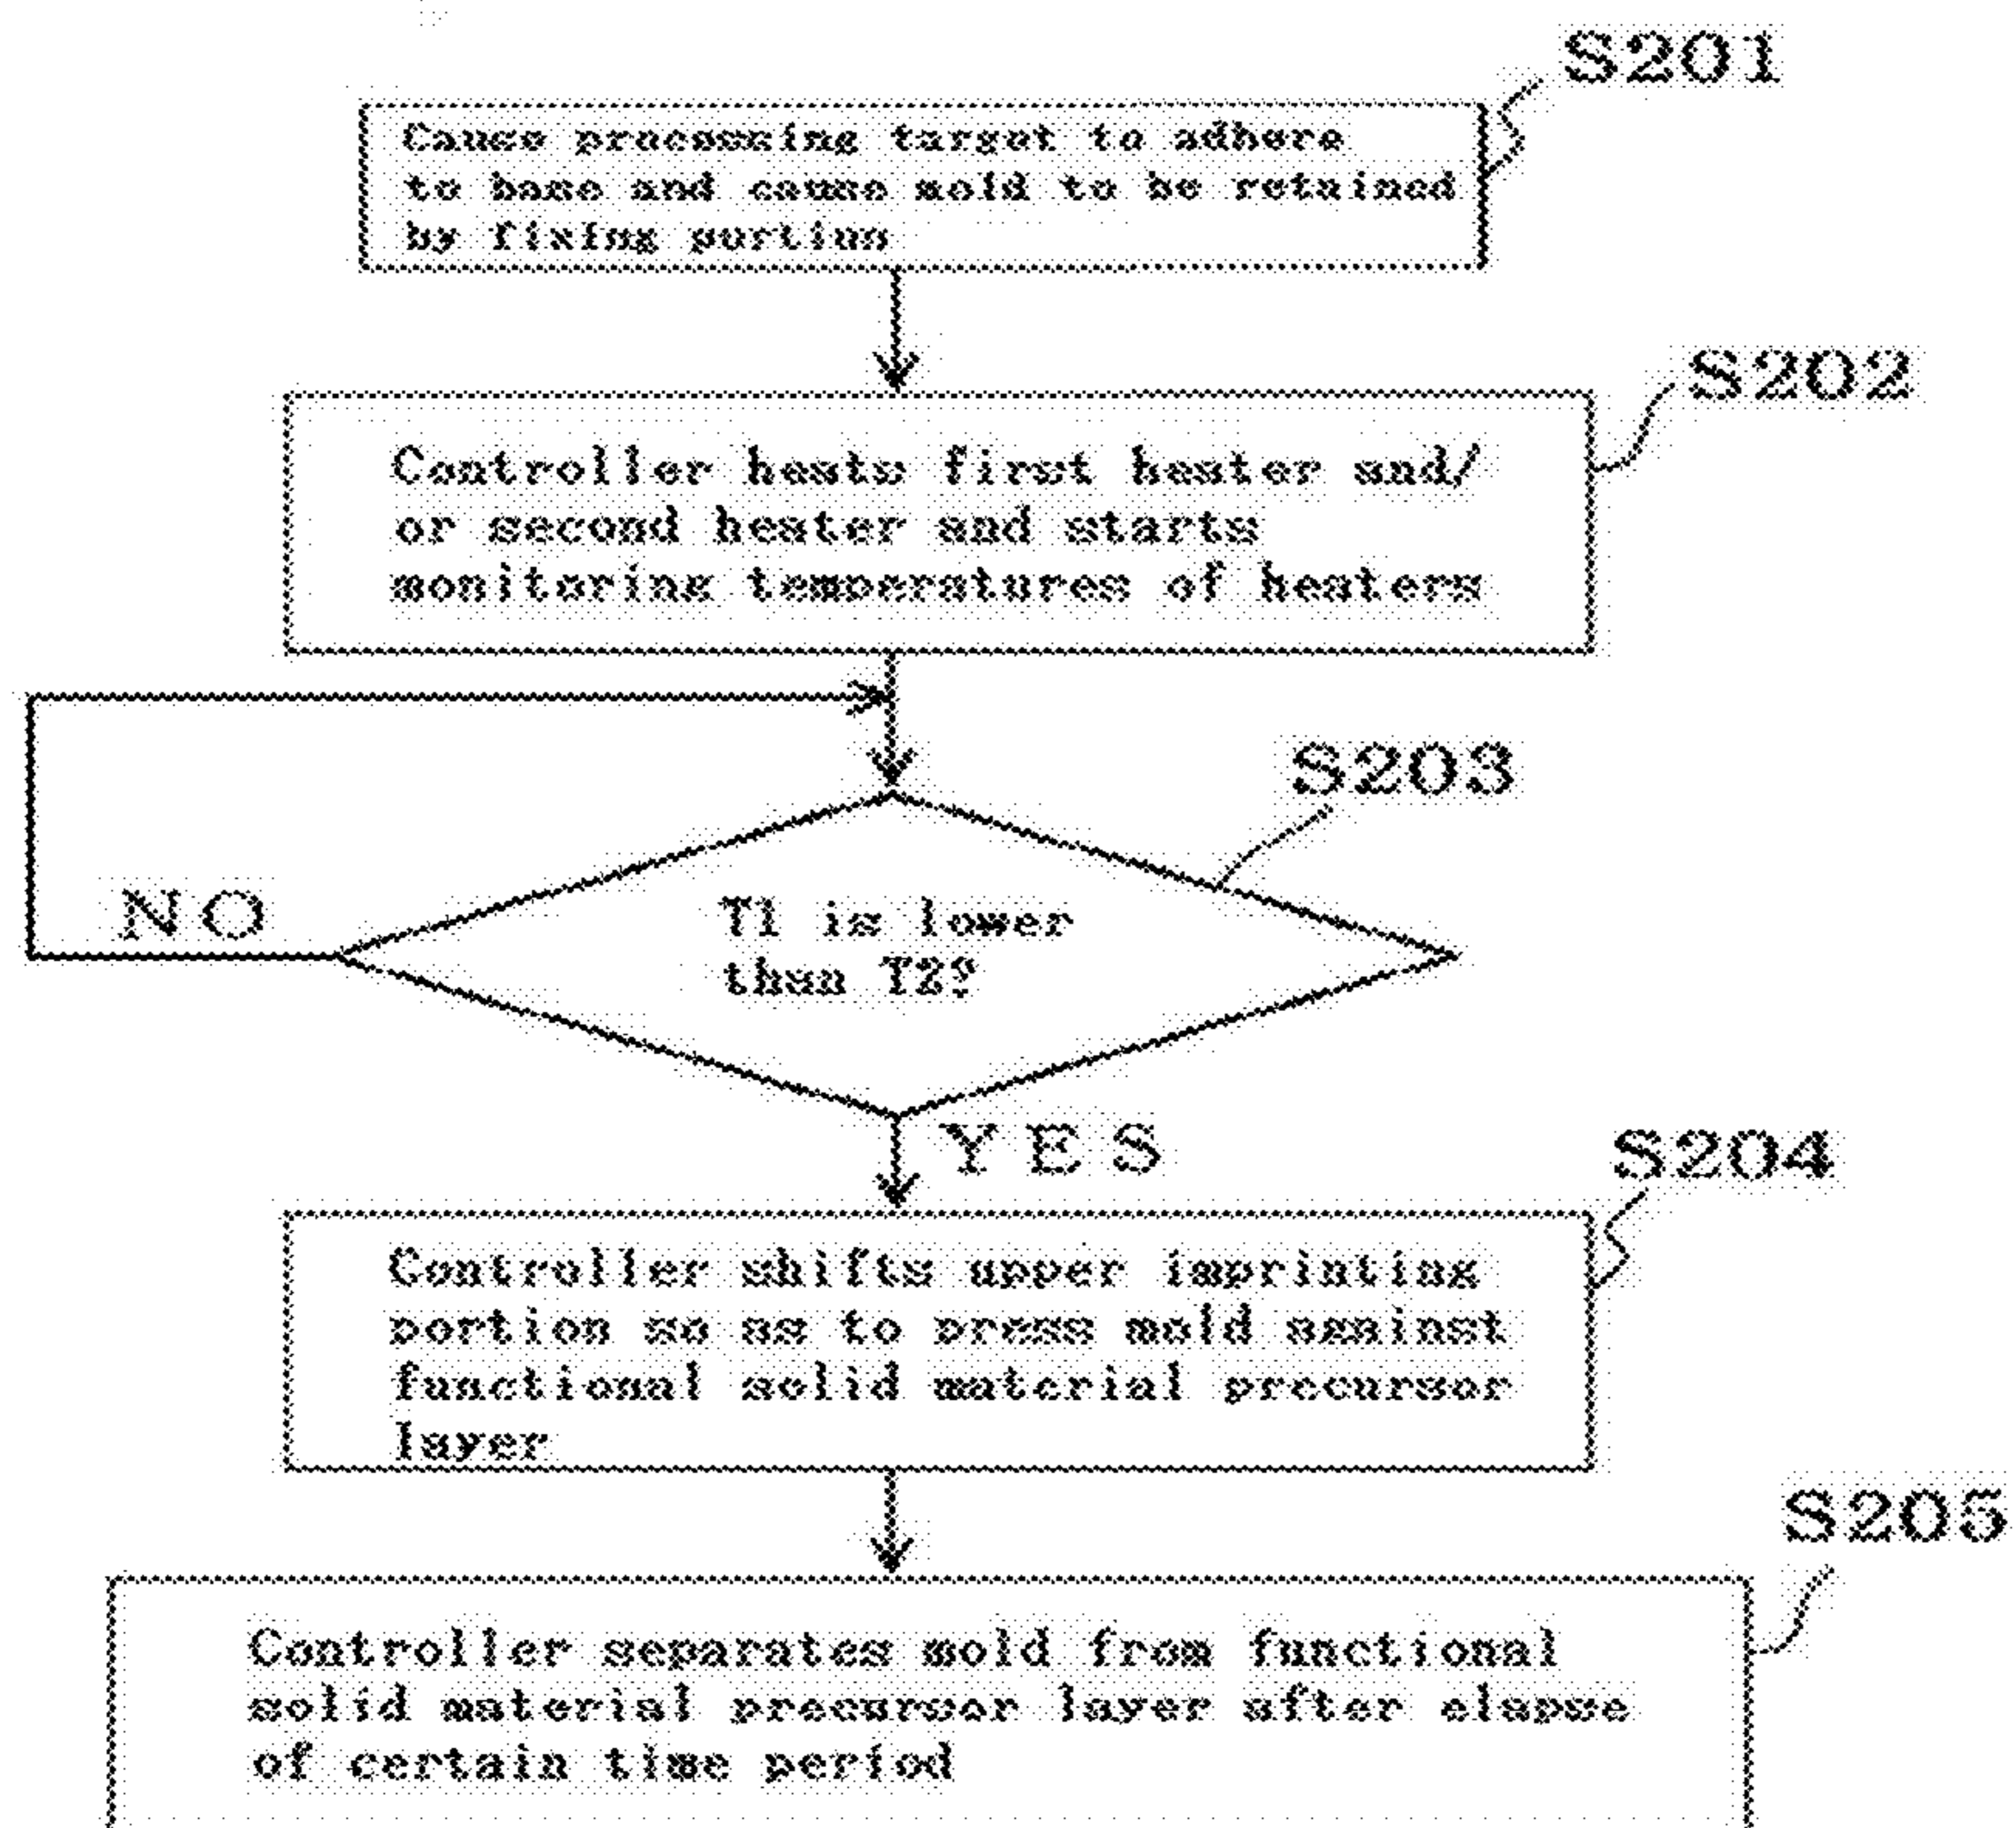 S201
Cause processing target to adhere
to base and cause mold to be retained
by fixing portion
S202
Controller heats first heater and/
or second heater and starts
monitoring temperatures of heaters
S203
NO
T1 is lower
than T2?
YES
S204
Controller shifts upper imprinting
portion so as to press mold against
functional solid material precursor
layer
S205
Controller separates mold from functional
solid material precursor layer after elapse
of certain time period